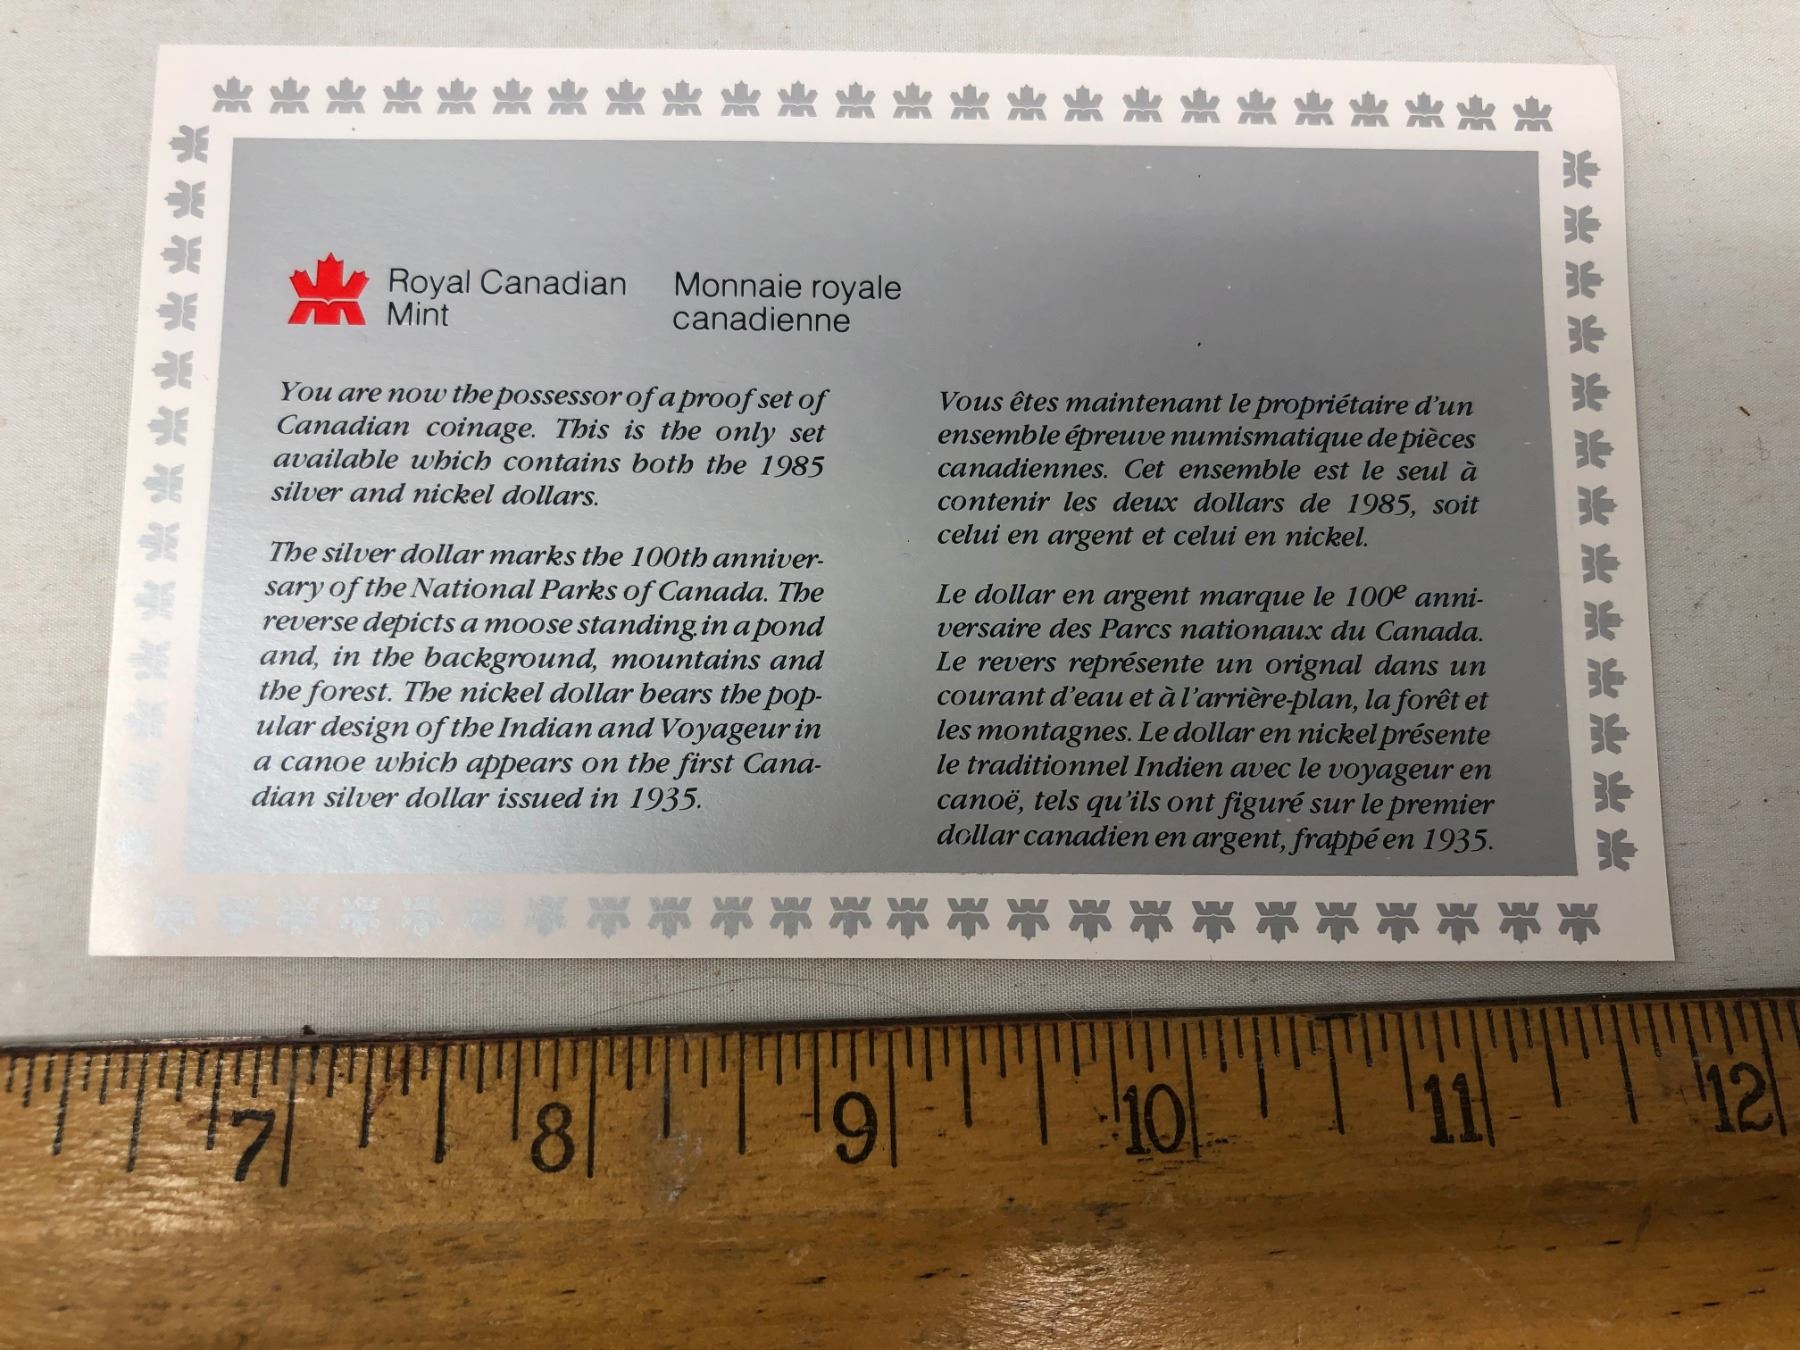 Royal Canadian
Mint
Monnaie royale
canadienne
You are now the possessor of a proof set of
Canadian coinage. This is the only set
available which contains both the 1985
silver and nickel dollars.
The silver dollar marks the 100th anniver-
sary of the National Parks of Canada. The
reverse depicts a moose standing in a pond
and, in the background, mountains and
the forest. The nickel dollar bears the pop-
ular design of the Indian and Voyageur in
a canoe which appears on the first Cana-
dian silver dollar issued in 1935.
Vous êtes maintenant le propriétaire d'un
ensemble épreuve numismatique de pièces
canadiennes. Cet ensemble est le seul à
contenir les deux dollars de 1985, soit
celui en argent et celui en nickel.
Le dollar en argent marque le 100e anni-
versaire des Parcs nationaux du Canada.
Le revers représente un orignal dans un
courant d'eau et à l'arrière-plan, la forêt et
les montagnes. Le dollar en nickel présente
le traditionnel Indien avec le voyageur en
canoë, tels qu'ils ont figuré sur le premier
dollar canadien en argent, frappé en 1935.
7 8 9 10 11 12